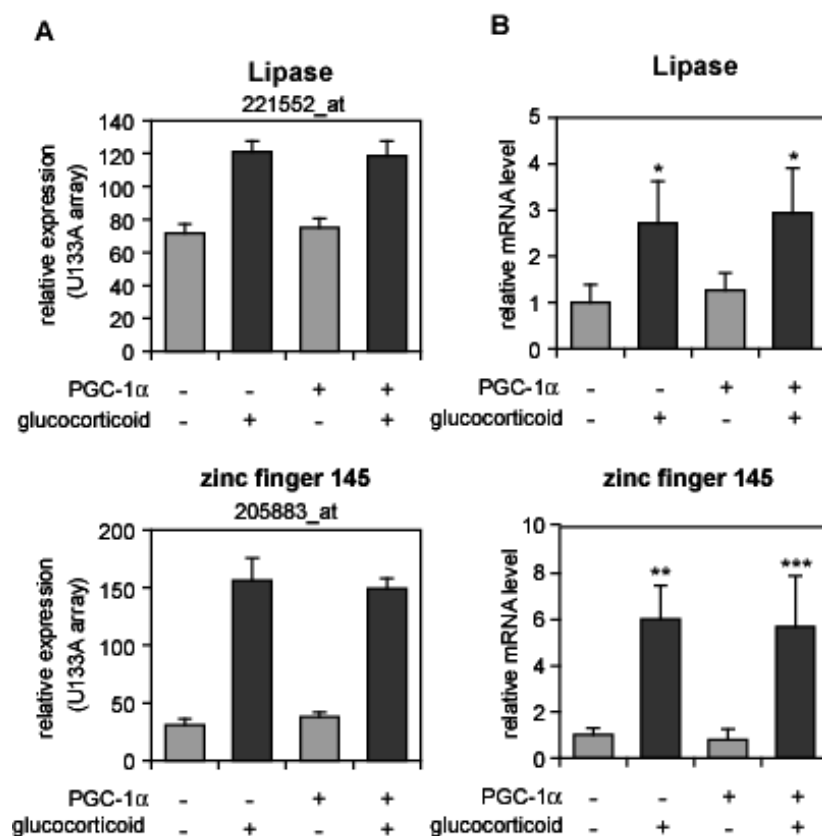 A
Lipase
221552_at
relative expression
(U133A array)
140
120
100
80
60
40
20
0
PGC-1α - - + +
glucocorticoid - + - +
zinc finger 145
205883_at
relative expression
(U133A array)
200
150
100
50
0
PGC-1α - - + +
glucocorticoid - + - +
B
Lipase
relative mRNA level
5
4
3
2
1
0
* *
PGC-1α - - + +
glucocorticoid - + - +
zinc finger 145
relative mRNA level
10
8
6
4
2
0
** ***
PGC-1α - - + +
glucocorticoid - + - +